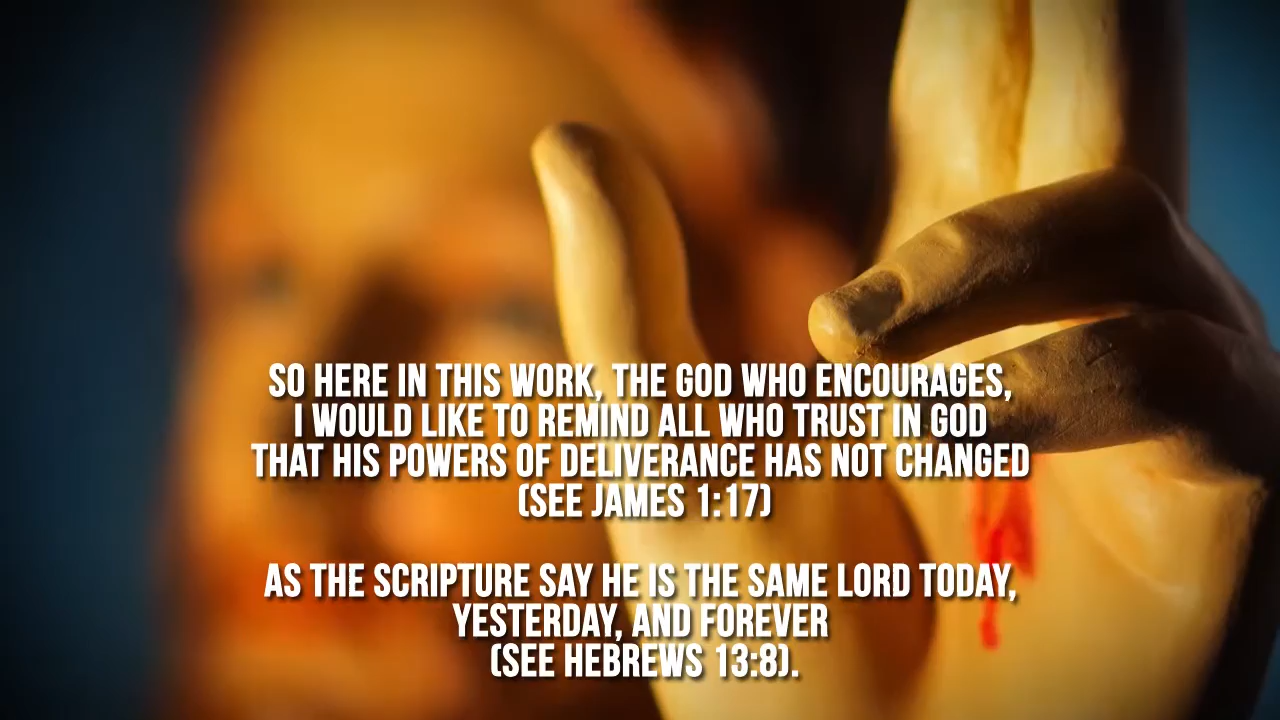 SO HERE IN THIS WORK, THE GOD WHO ENCOURAGES,
I WOULD LIKE TO REMIND ALL WHO TRUST IN GOD
THAT HIS POWERS OF DELIVERANCE HAS NOT CHANGED
(SEE JAMES 1:17)
AS THE SCRIPTURE SAY HE IS THE SAME LORD TODAY,
YESTERDAY, AND FOREVER
(SEE HEBREWS 13:8).